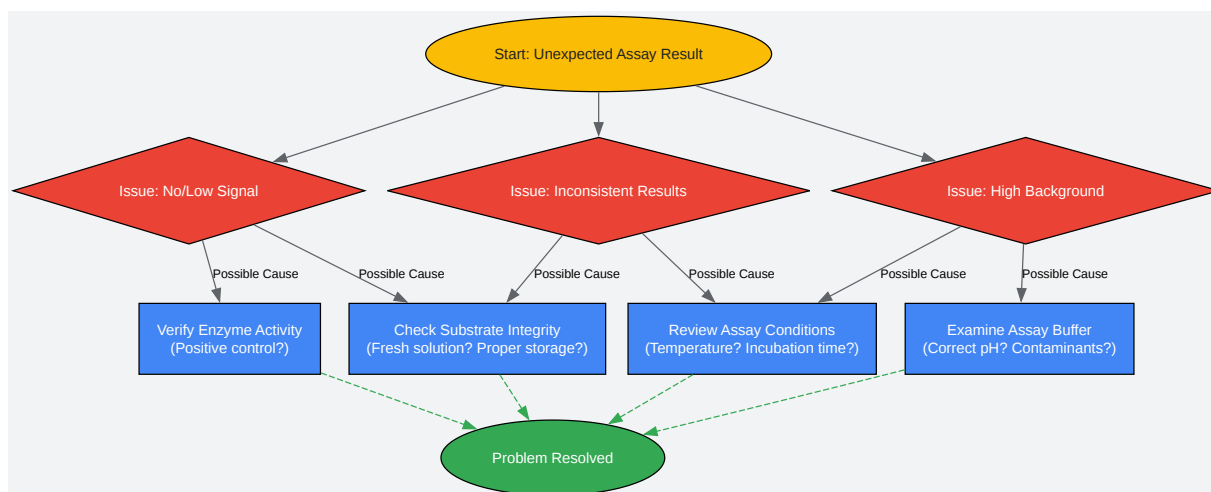 Start: Unexpected Assay Result
Issue: No/Low Signal
Issue: Inconsistent Results
Issue: High Background
Possible Cause
Possible Cause
Possible Cause
Possible Cause
Possible Cause
Possible Cause
Verify Enzyme Activity
(Positive control?)
Check Substrate Integrity
(Fresh solution? Proper storage?)
Review Assay Conditions
(Temperature? Incubation time?)
Examine Assay Buffer
(Correct pH? Contaminants?)
Problem Resolved